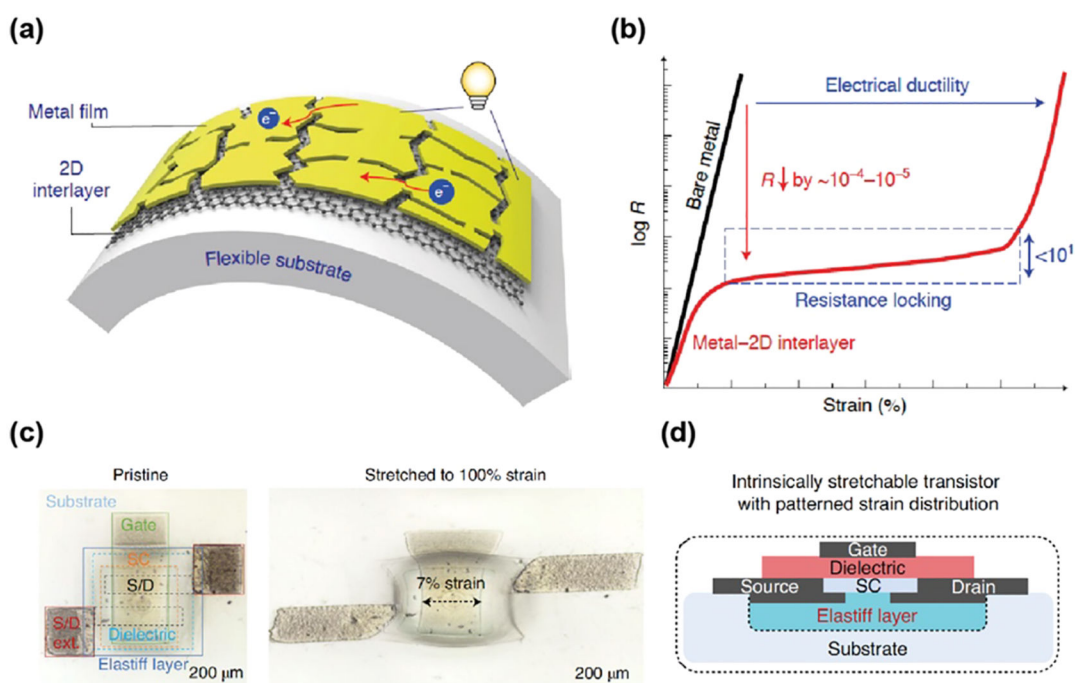 (a)
Metal film
2D
interlayer
e⁻
e⁻
Flexible substrate
(b)
log R
Bare metal
Electrical ductility
R↓ by ~10⁻⁴–10⁻⁵
<10¹
Resistance locking
Metal–2D interlayer
Strain (%)
(c)
Pristine
Substrate
Gate
SC
S/D
S/D
ext.
Dielectric
Elastiff layer
200 μm
Stretched to 100% strain
7% strain
200 μm
(d)
Intrinsically stretchable transistor
with patterned strain distribution
Gate
Dielectric
Source
SC
Drain
Elastiff layer
Substrate